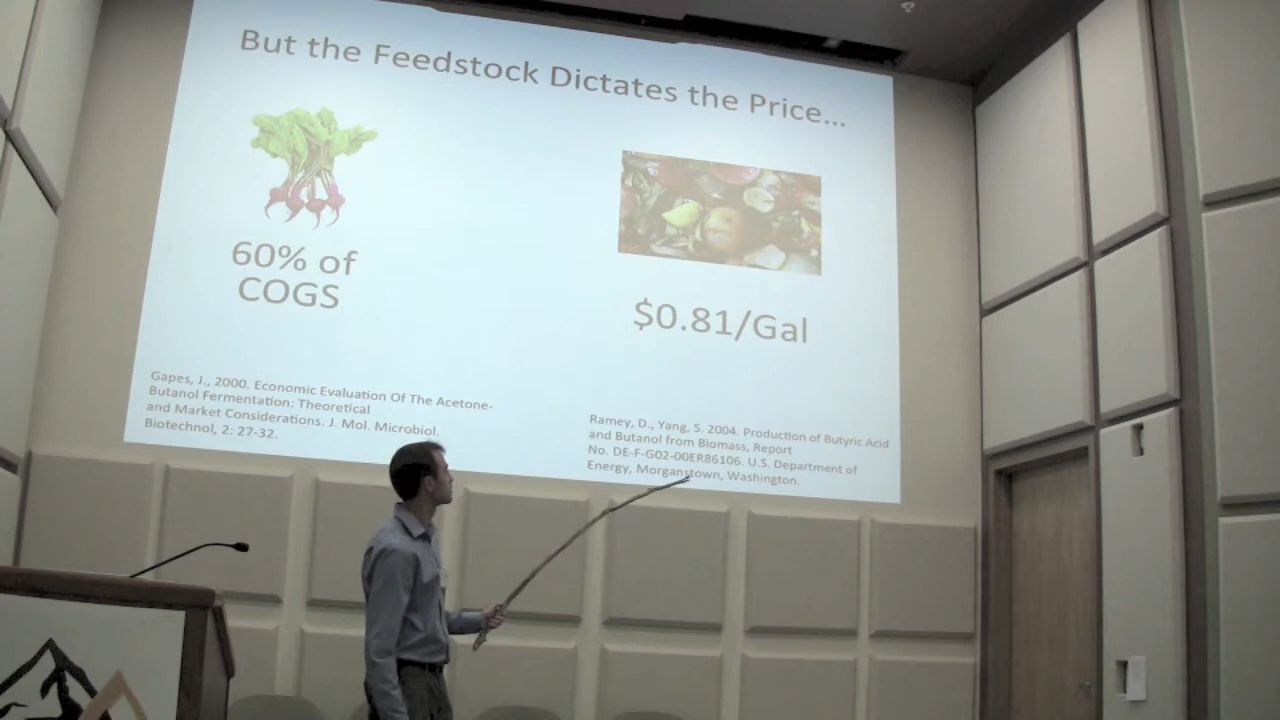 But the Feedstock Dictates the Price...
60% of
COGS
$0.81/Gal
Gapes, J., 2000. Economic Evaluation Of The Acetone-
Butanol Fermentation: Theoretical
and Market Considerations. J. Mol. Microbiol.
Biotechnol, 2: 27-32.
Ramey, D., Yang, S. 2004. Production of Butyric Acid
and Butanol from Biomass, Report
No. DE-F-G02-00ER86106. U.S. Department of
Energy, Morganstown, Washington.